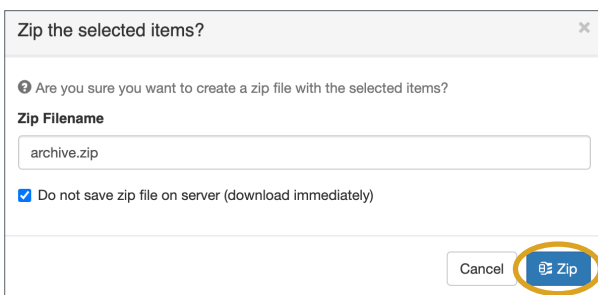 Zip the selected items?
Are you sure you want to create a zip file with the selected items?
Zip Filename
archive.zip
Do not save zip file on server (download immediately)
Cancel Zip